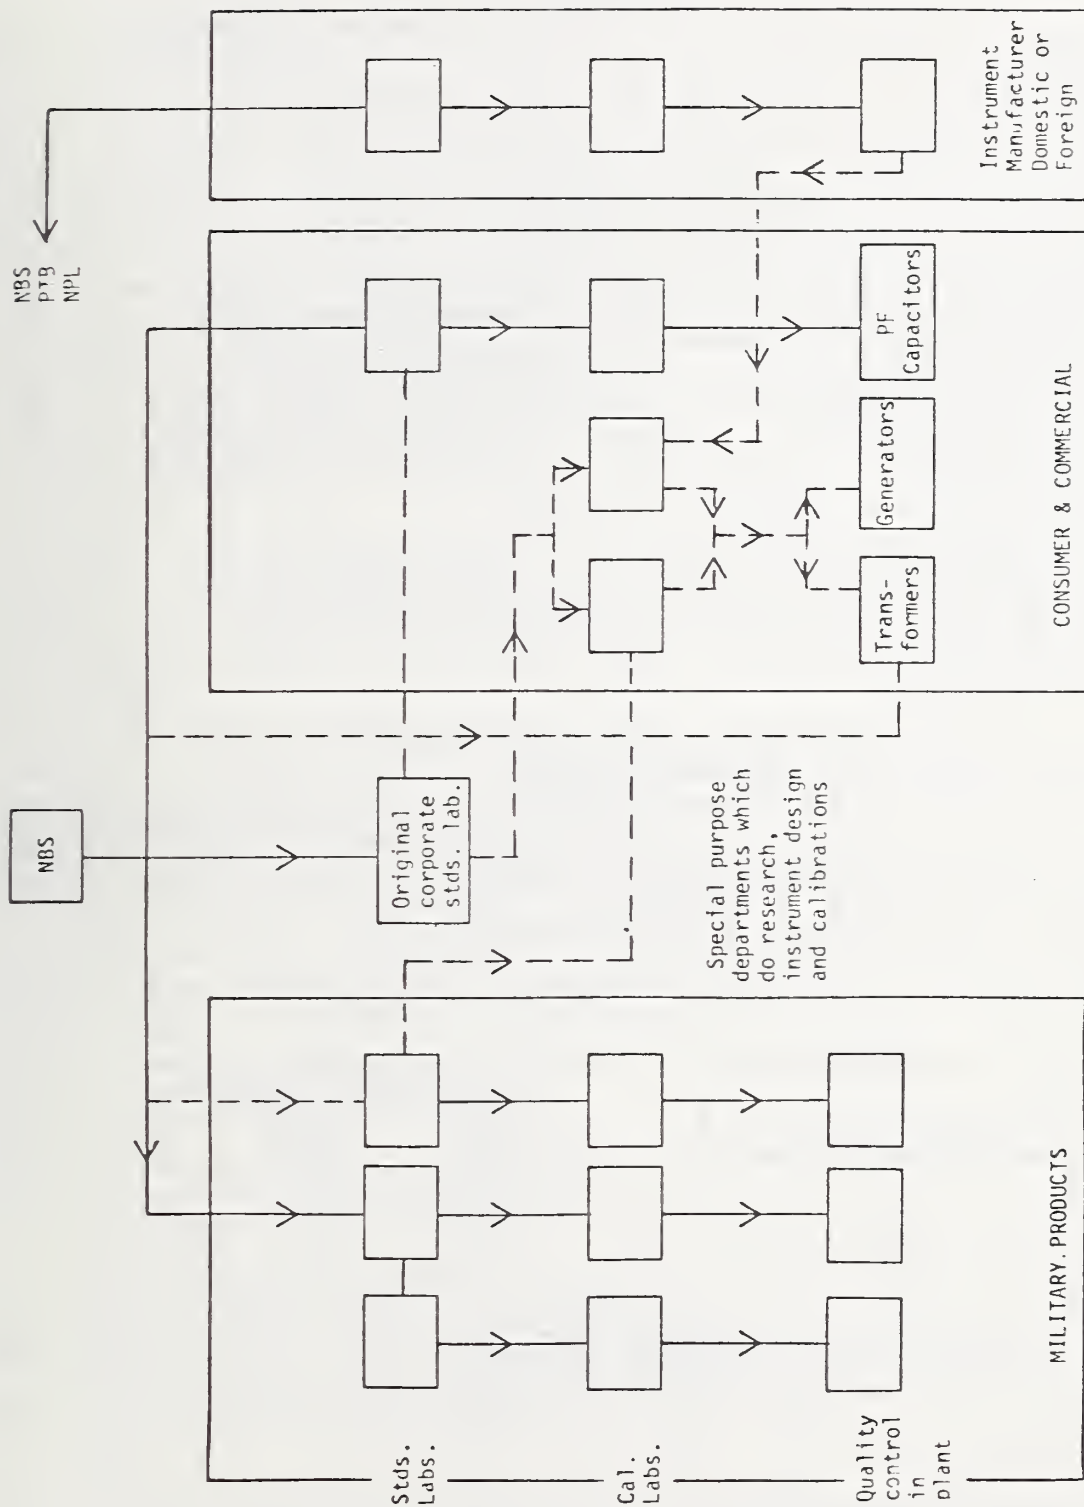 NBS
NBS
PTB
NPL
Stds.
Labs.
Original
corporate
stds. lab.
Cal.
Labs.
Special purpose
departments which
do research,
instrument design
and calibrations
Quality
control
in
plant
Trans-
formers
Generators
PF
Capacitors
Instrument
Manufacturer
Domestic or
Foreign
MILITARY.PRODUCTS
CONSUMER & COMMERCIAL